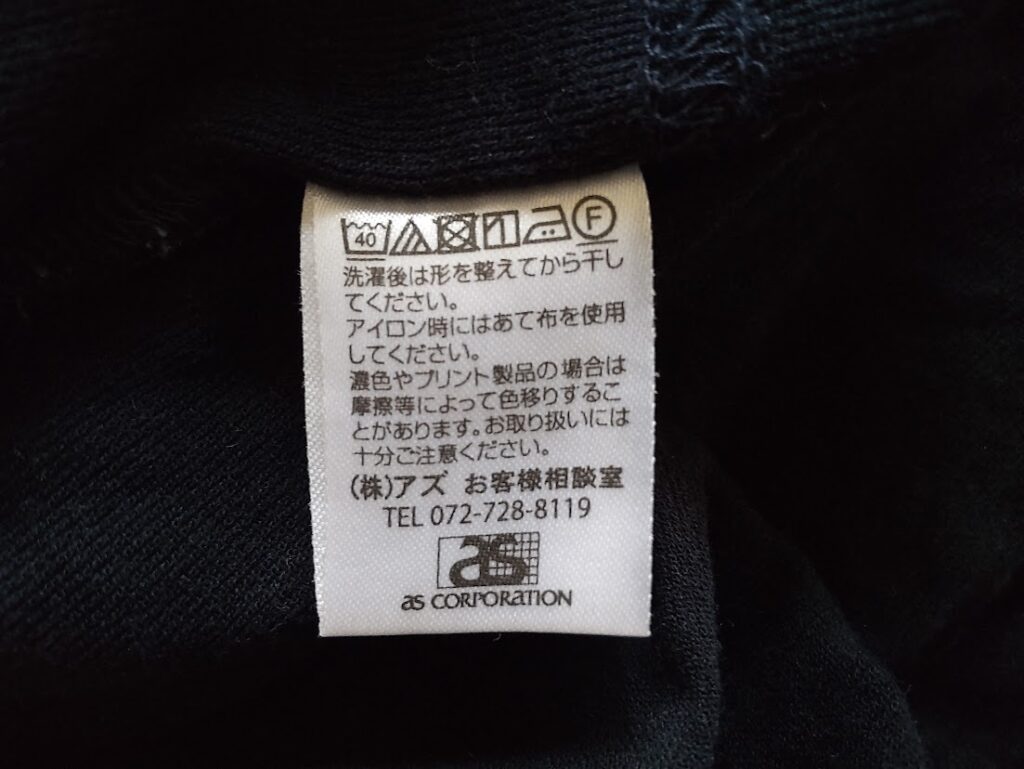 40 F
洗濯後は形を整えてから干し
てください。
アイロン時にはあて布を使用
してください。
濃色やプリント製品の場合は
摩擦等によって色移りするこ
とがあります。お取り扱いには
十分ご注意ください。
(株)アズ お客様相談室
TEL 072-728-8119
as
as CORPORATION